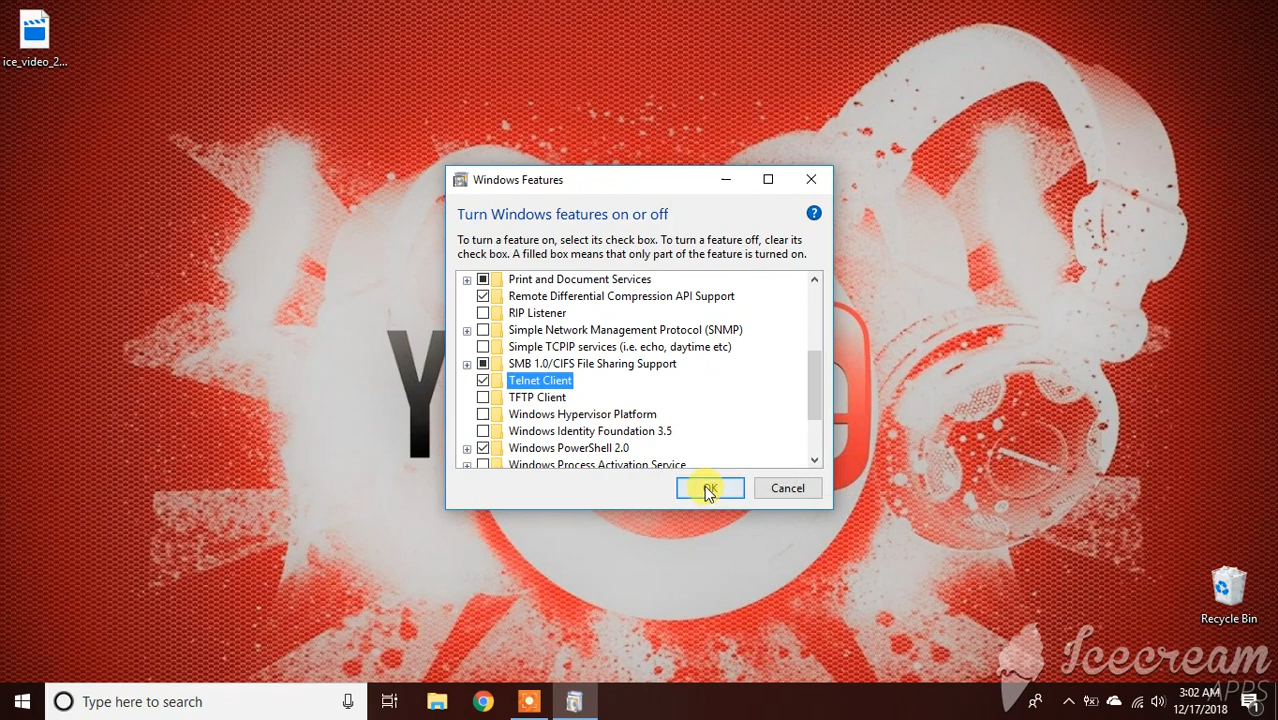 ice_video_2...
Windows Features
Turn Windows features on or off
To turn a feature on, select its check box. To turn a feature off, clear its
check box. A filled box means that only part of the feature is turned on.
Print and Document Services
Remote Differential Compression API Support
RIP Listener
Simple Network Management Protocol (SNMP)
Simple TCPIP services (i.e. echo, daytime etc)
SMB 1.0/CIFS File Sharing Support
Telnet Client
TFTP Client
Windows Hypervisor Platform
Windows Identity Foundation 3.5
Windows PowerShell 2.0
Windows Process Activation Service
OK
Cancel
Y
Recycle Bin
Icecream
APPS
Type here to search
3:02 AM
12/17/2018
1